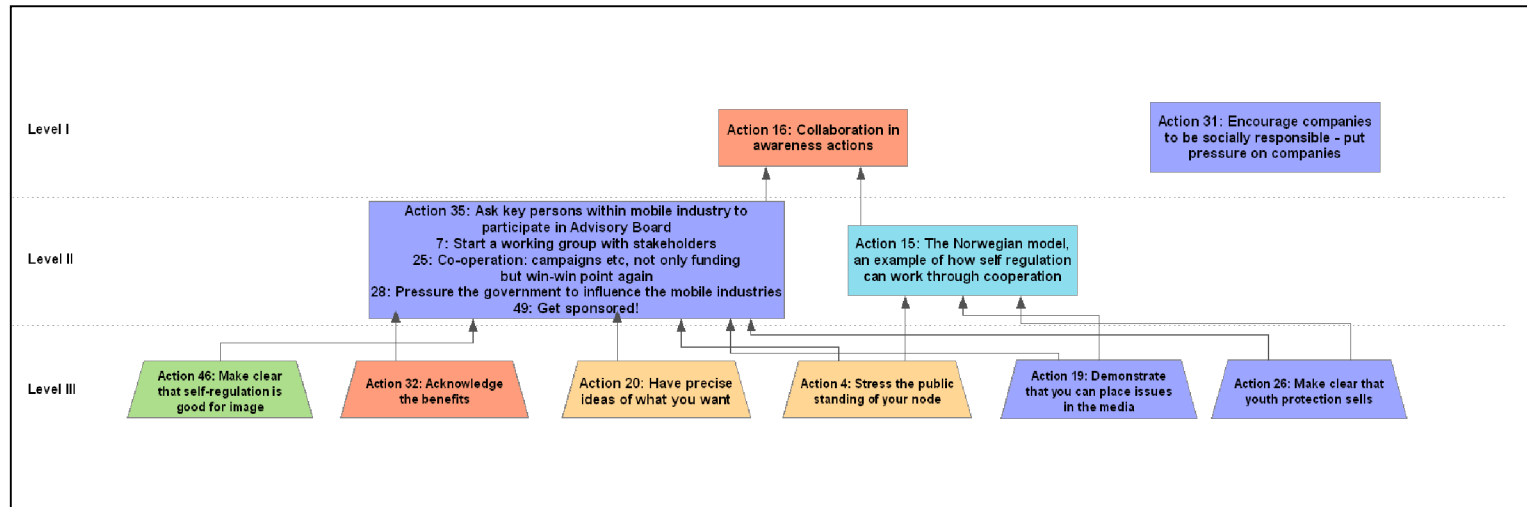 Level I
Action 16: Collaboration in
awareness actions
Action 31: Encourage companies
to be socially responsible - put
pressure on companies
Level II
Action 35: Ask key persons within mobile industry to
participate in Advisory Board
7: Start a working group with stakeholders
25: Co-operation: campaigns etc, not only funding
but win-win point again
28: Pressure the government to influence the mobile industries
49: Get sponsored!
Action 15: The Norwegian model,
an example of how self regulation
can work through cooperation
Level III
Action 46: Make clear
that self-regulation is
good for image
Action 32: Acknowledge
the benefits
Action 20: Have precise
ideas of what you want
Action 4: Stress the public
standing of your node
Action 19: Demonstrate
that you can place issues
in the media
Action 26: Make clear that
youth protection sells